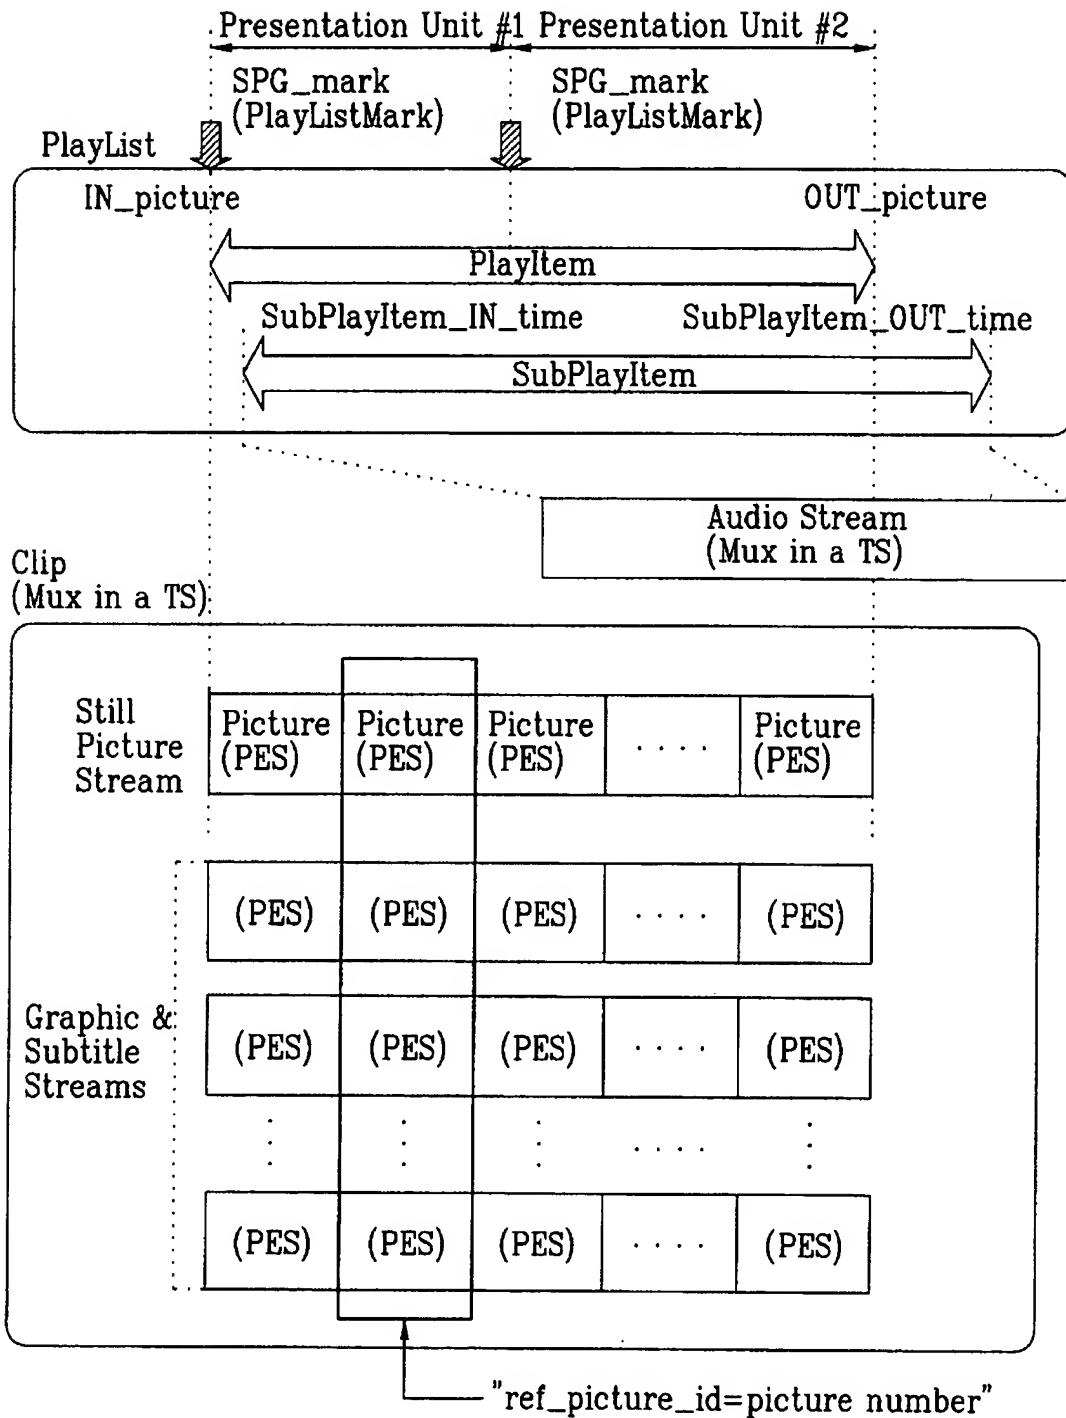 Presentation Unit #1 Presentation Unit #2
SPG_mark
(PlayListMark)
SPG_mark
(PlayListMark)
PlayList
IN_picture
OUT_picture
PlayItem
SubPlayItem_IN_time
SubPlayItem_OUT_time
SubPlayItem
Audio Stream
(Mux in a TS)
Clip
(Mux in a TS)
Still
Picture
Stream
Picture
(PES)
Picture
(PES)
Picture
(PES)
. . . .
Picture
(PES)
(PES) (PES) (PES) . . . . (PES)
Graphic &
Subtitle
Streams
(PES) (PES) (PES) . . . . (PES)
(PES) (PES) (PES) . . . . (PES)
"ref_picture_id=picture number"